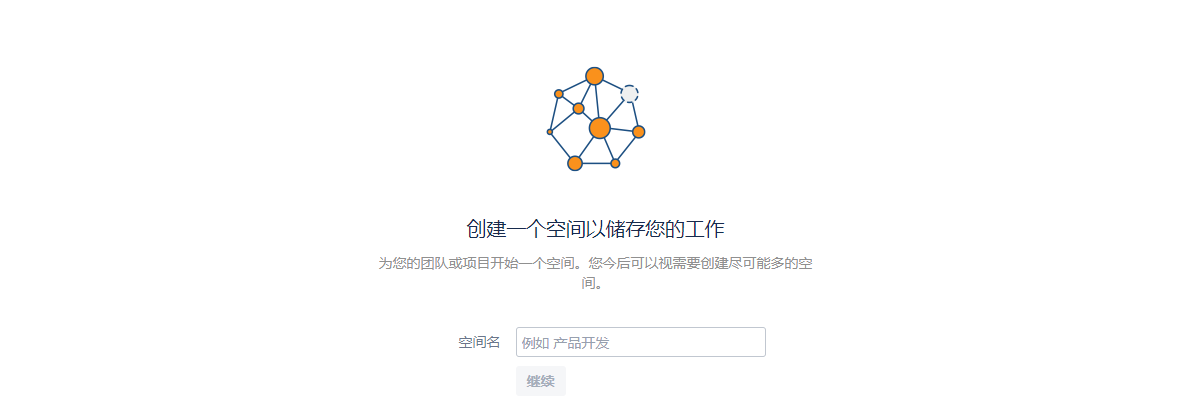 创建一个空间以储存您的工作
为您的团队或项目开始一个空间。您今后可以视需要创建尽可能多的空
间。
空间名 例如 产品开发
继续